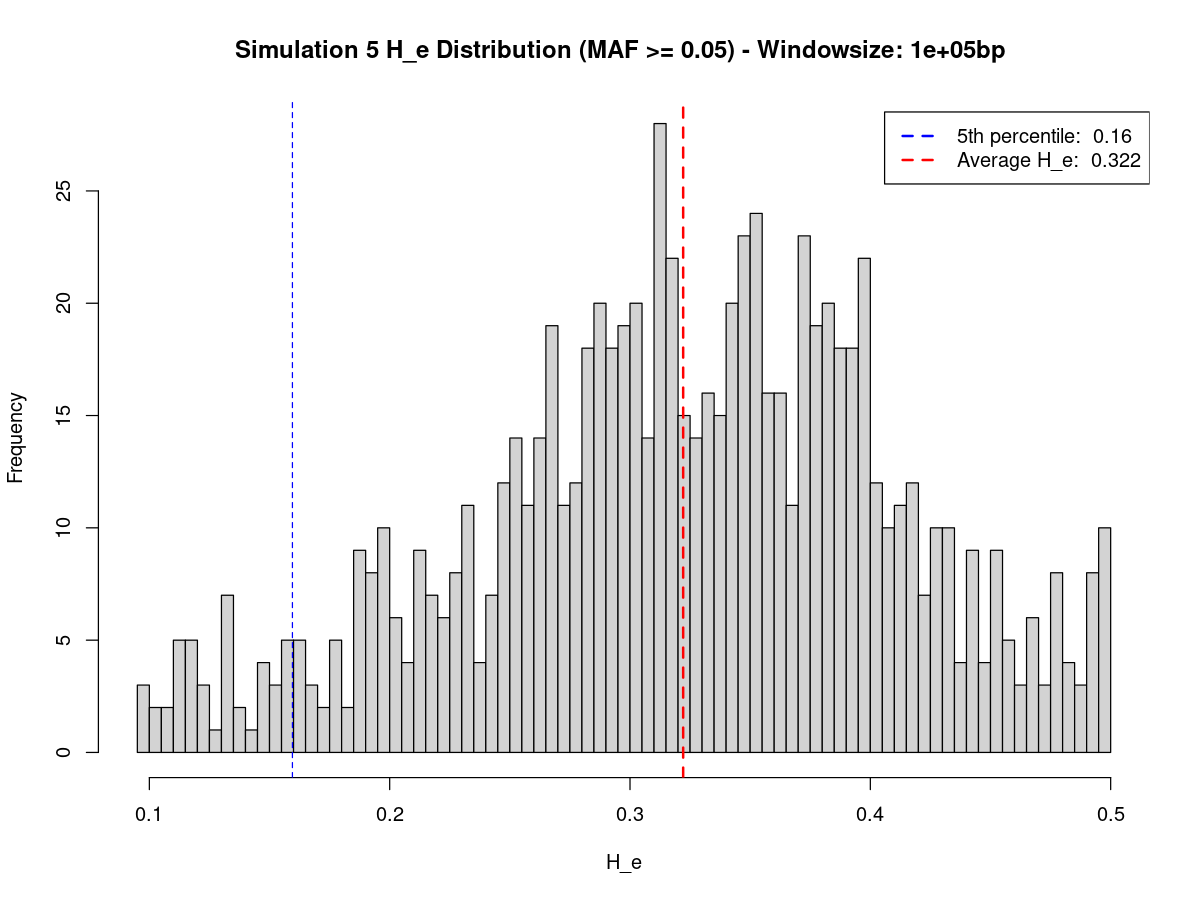 Simulation 5 H_e Distribution (MAF >= 0.05) - Windowsize: 1e+05bp
5th percentile:  0.16
Average H_e:  0.322
Frequency
25
20
15
10
5
0
0.1 0.2 0.3 0.4 0.5
H_e